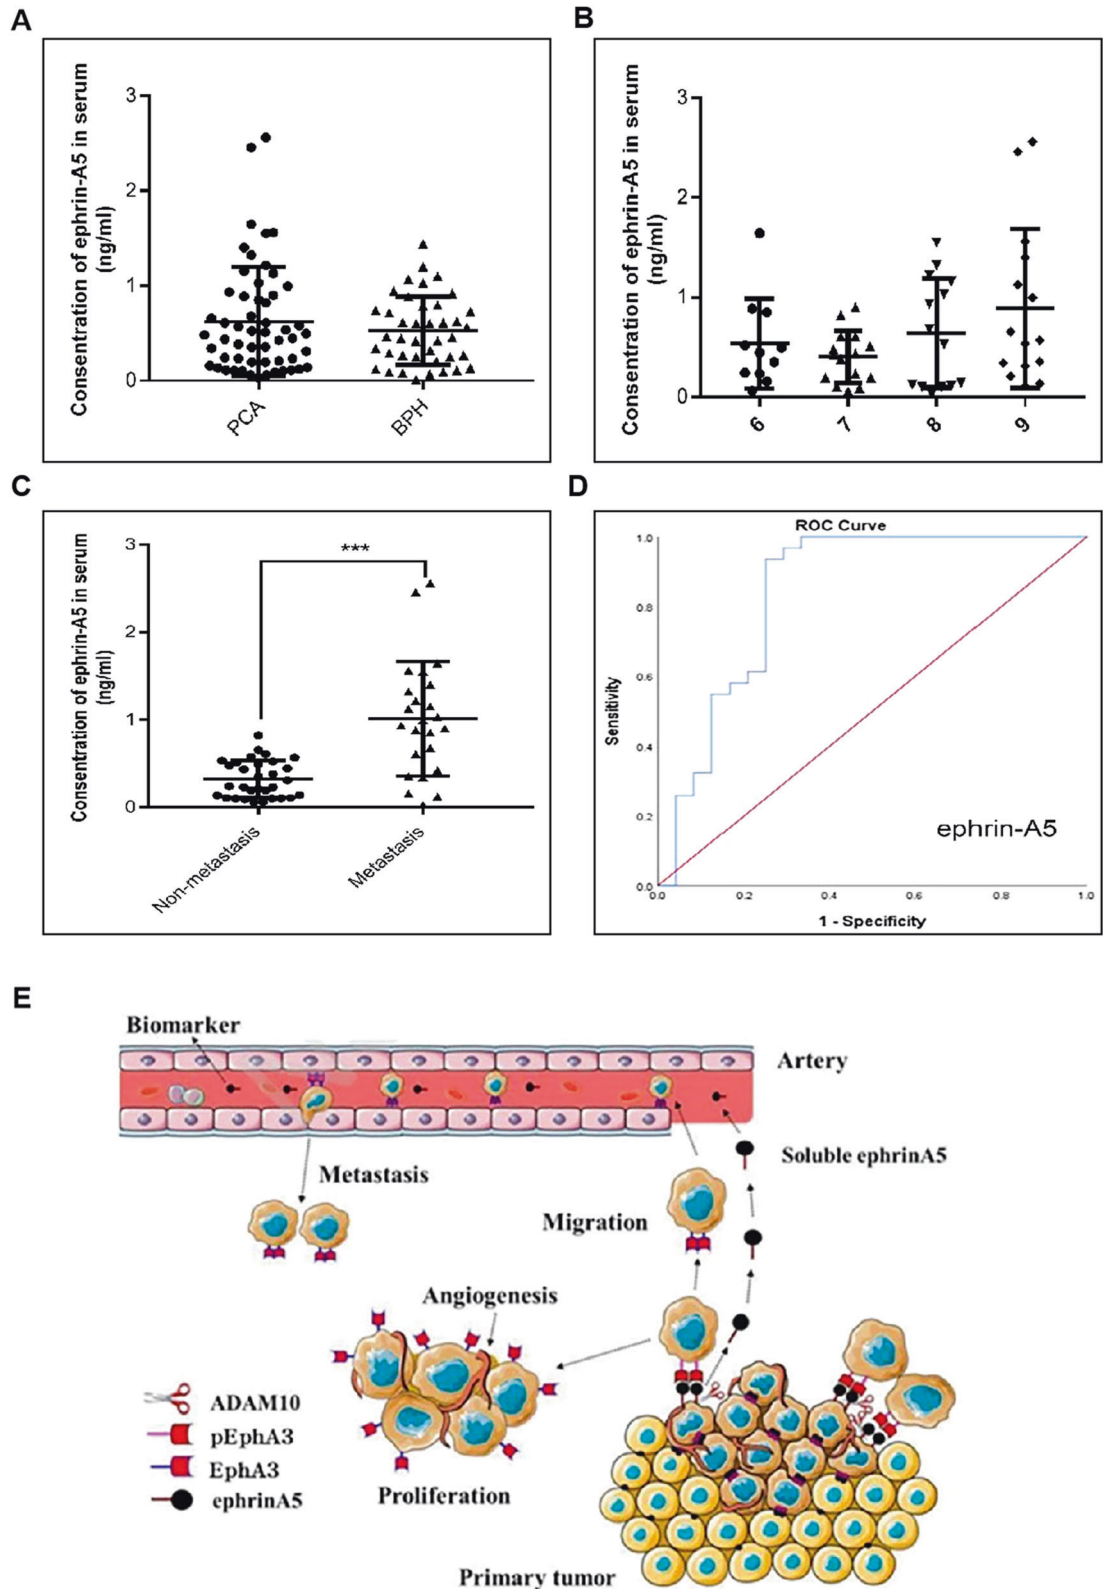 A
Consentration of ephrin-A5 in serum
(ng/ml)
3
2
1
0
PCA
BPH
B
Consentration of ephrin-A5 in serum
(ng/ml)
3
2
1
0
6
7
8
9
C
Consentration of ephrin-A5 in serum
(ng/ml)
3
2
1
0
***
Non-metastasis
Metastasis
D
ROC Curve
Sensitivity
1.0
0.8
0.6
0.4
0.2
0.0
0.0
0.2
0.4
0.6
0.8
1.0
ephrin-A5
1 - Specificity
E
Biomarker
Artery
Soluble ephrinA5
Metastasis
Migration
Angiogenesis
ADAM10
pEphA3
EphA3
ephrinA5
Proliferation
Primary tumor